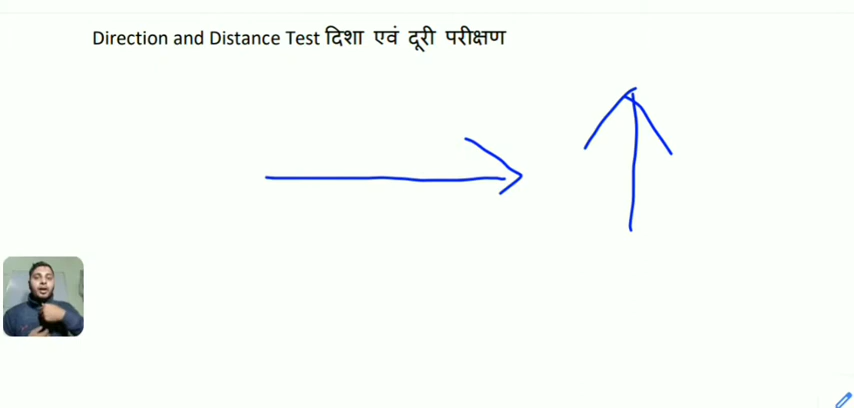 Direction and Distance Test दिशा एवं दूरी परीक्षण